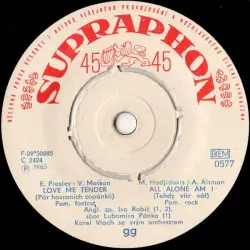 SUPRAPHON
45 45
F-09*50885
C 2424
Ⓟ 1965
BIEM
0577
E. Presley - V. Matson
LOVE ME TENDER
(Pár havraních copánků)
Pom. foxtrot
M. Hadjidakis / A. Altman
ALL ALONE AM I
(Tehdy vítr vál)
Pom. rock
Angl. zp. Ivo Robić (1, 2),
sbor Lubomíra Pánka (1)
Karel Vlach se svým orchestrem
gg